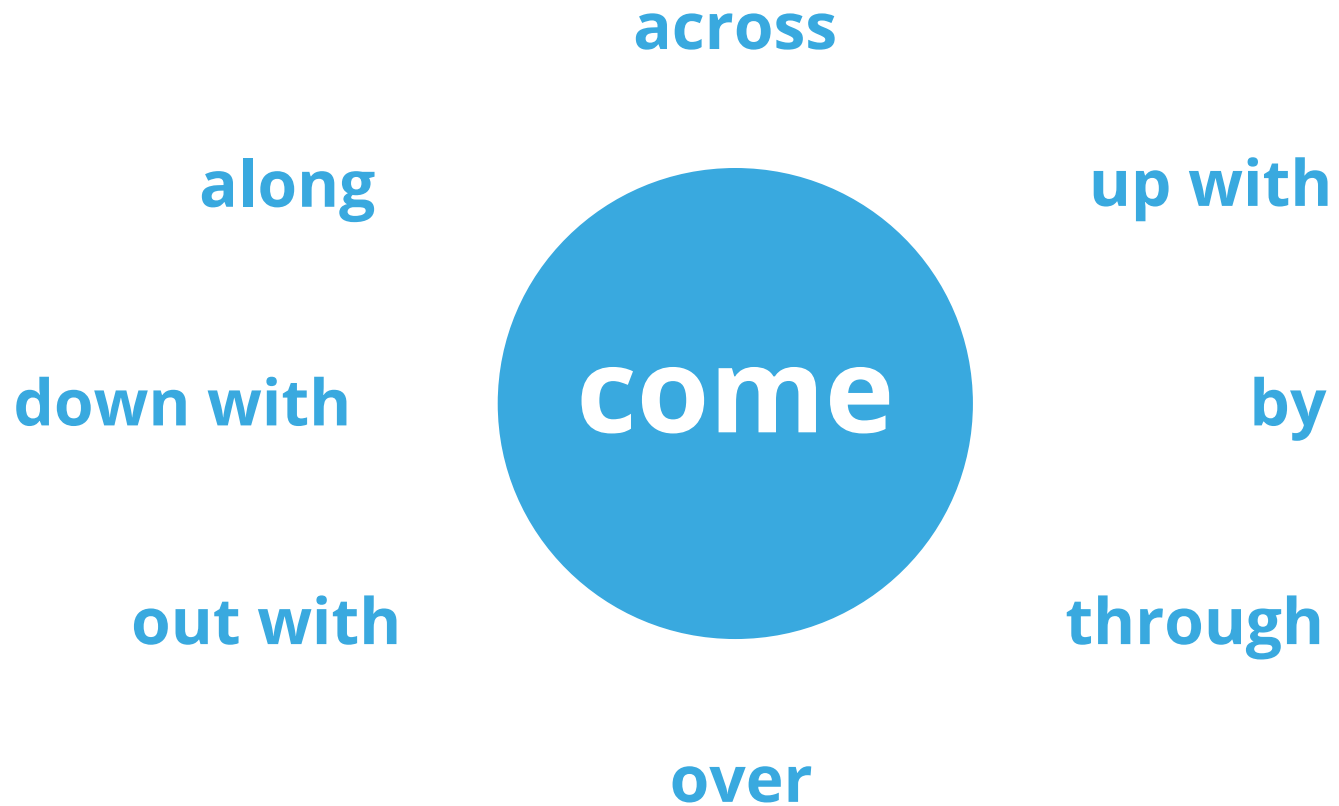 across
along
up with
come
down with
by
out with
through
over